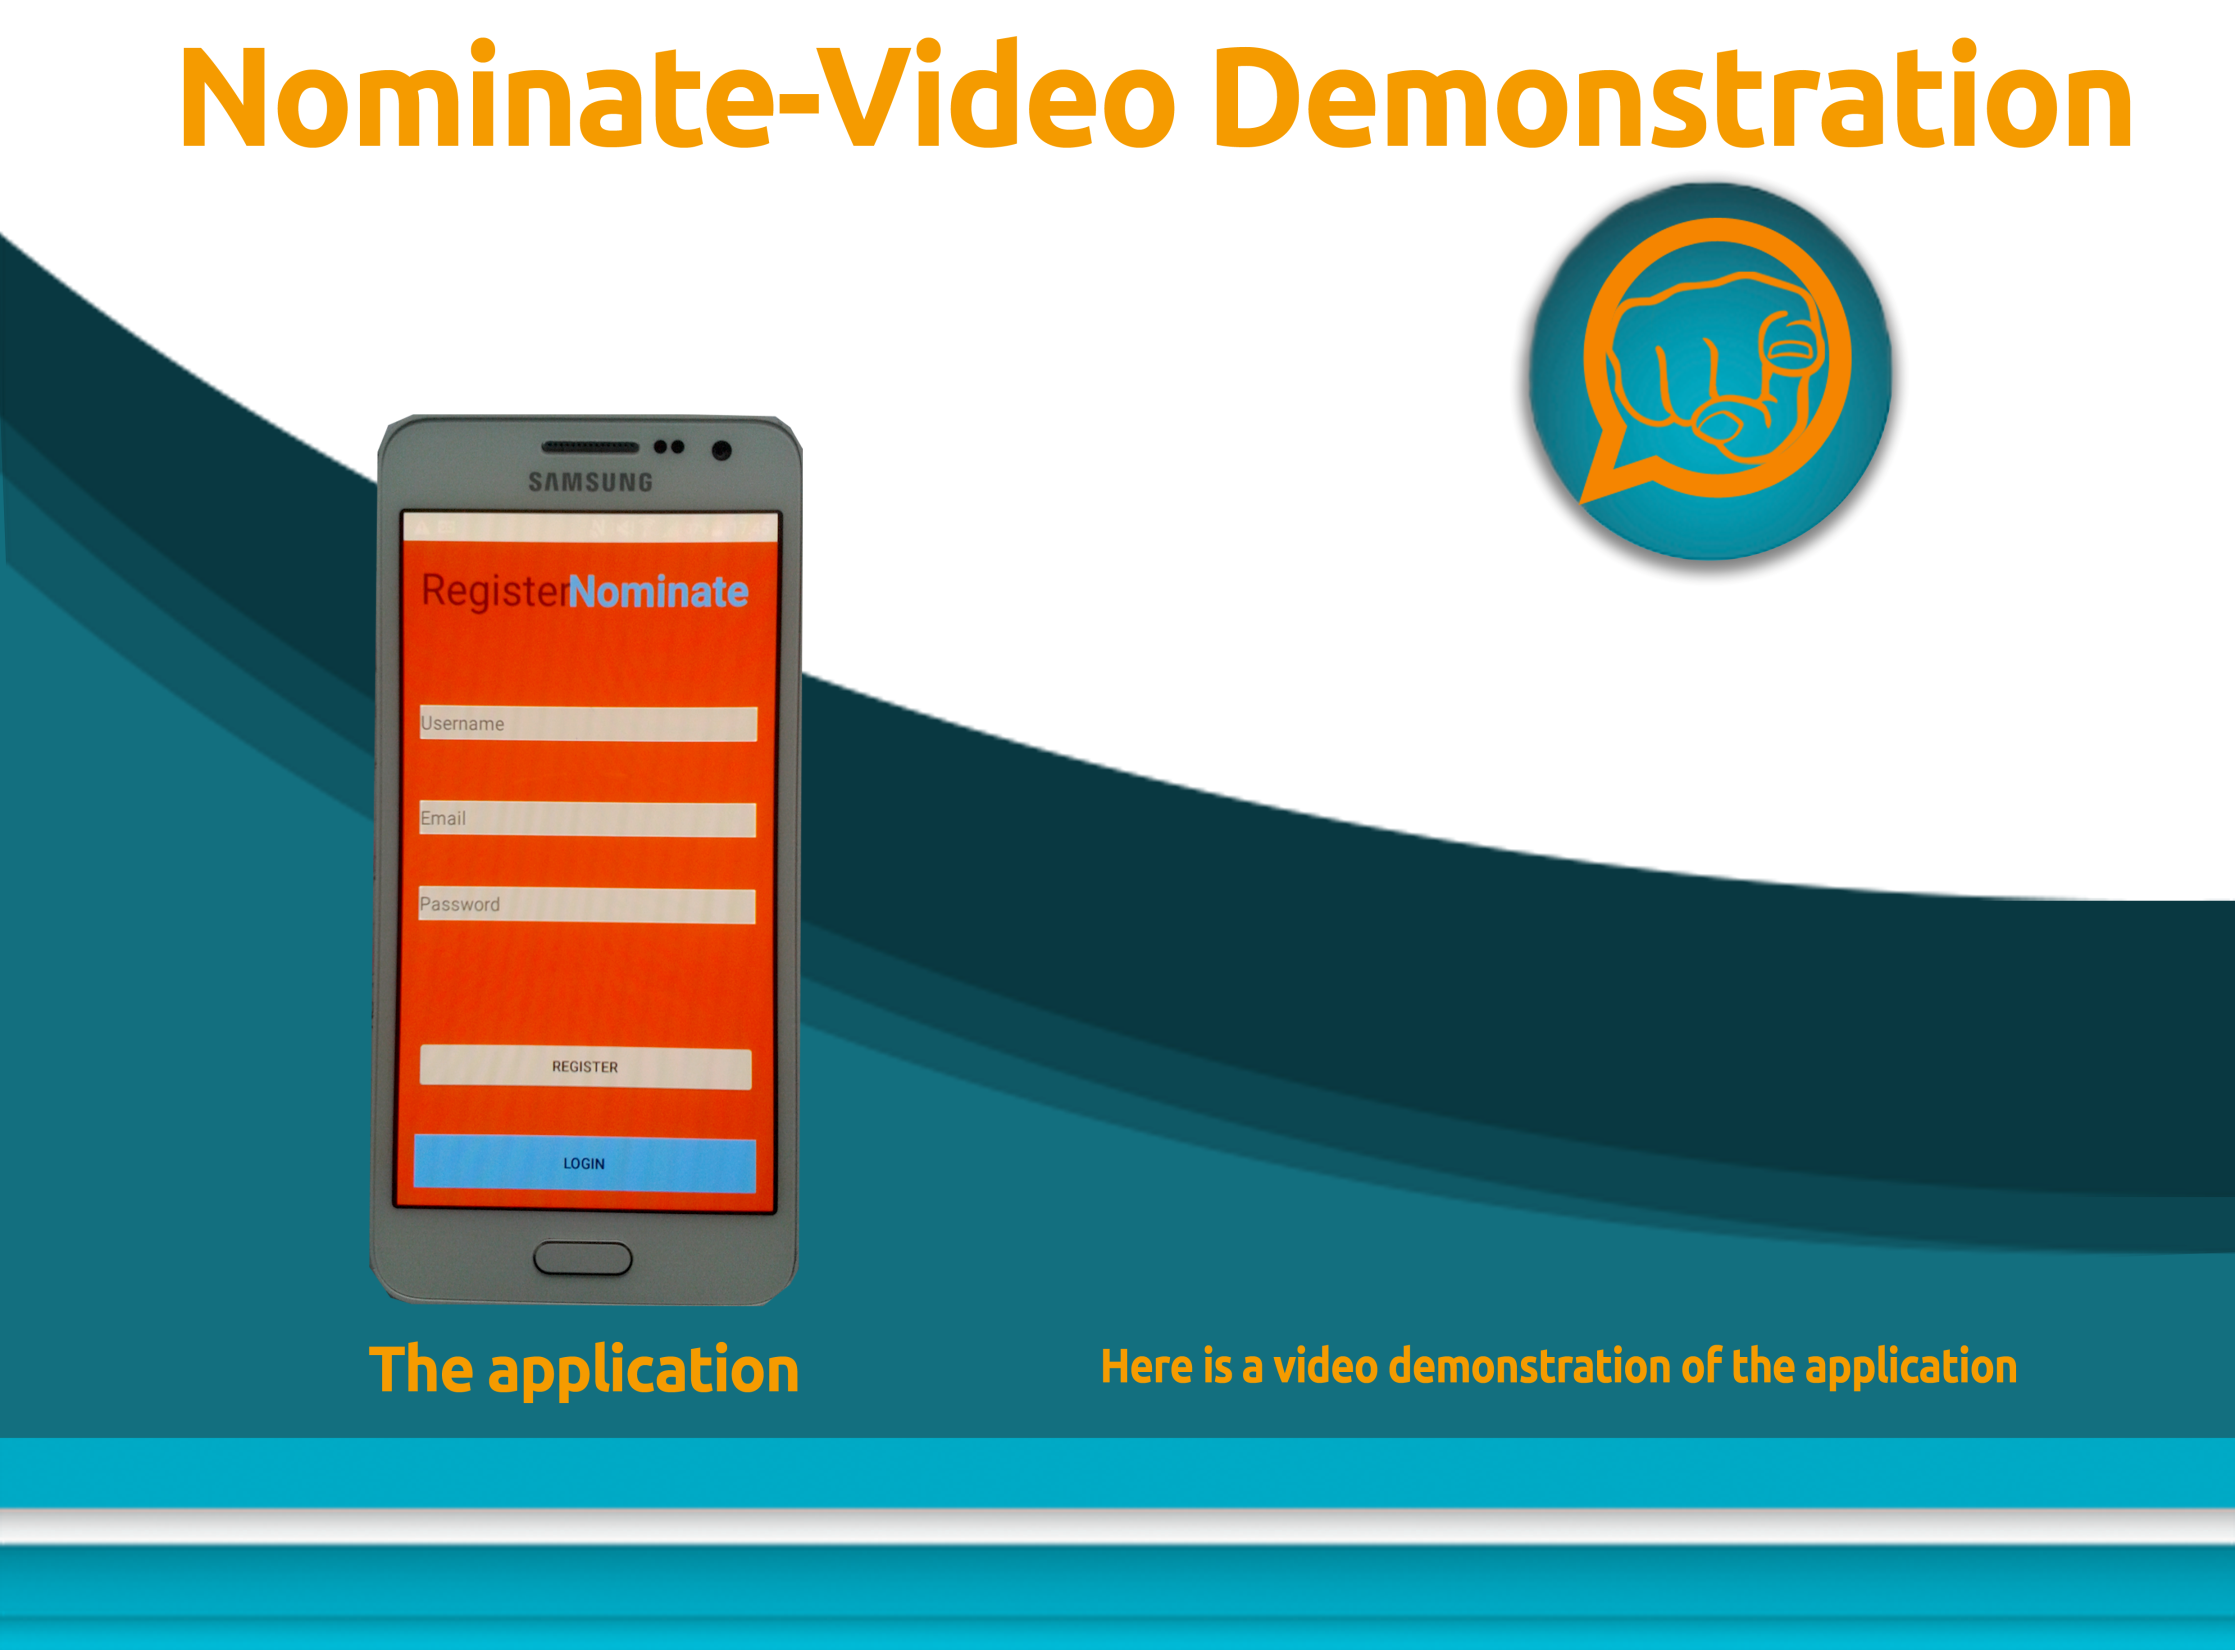 Nominate-Video Demonstration
SAMSUNG
RegisterNominate
Username
Email
Password
REGISTER
LOGIN
The application
Here is a video demonstration of the application